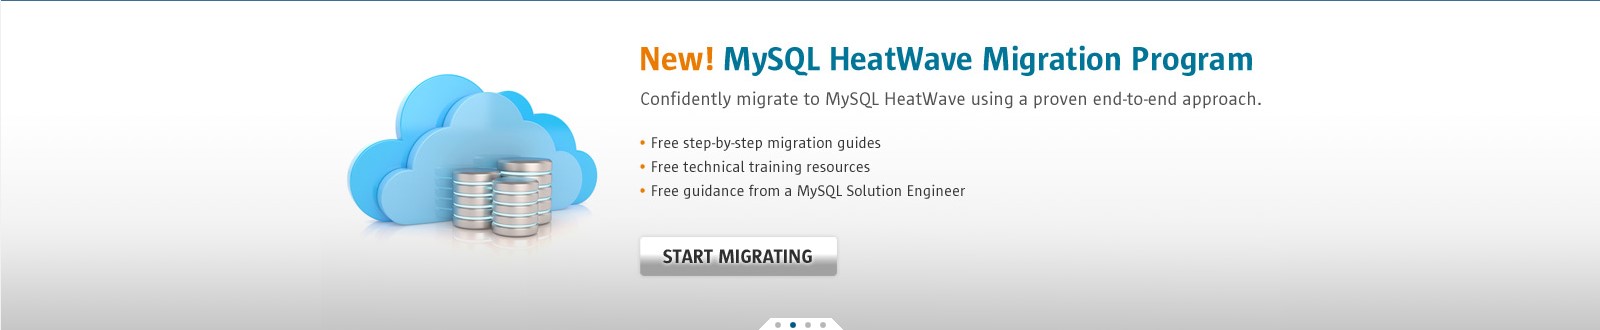 New! MySQL HeatWave Migration Program
Confidently migrate to MySQL HeatWave using a proven end-to-end approach.
• Free step-by-step migration guides
• Free technical training resources
• Free guidance from a MySQL Solution Engineer
START MIGRATING